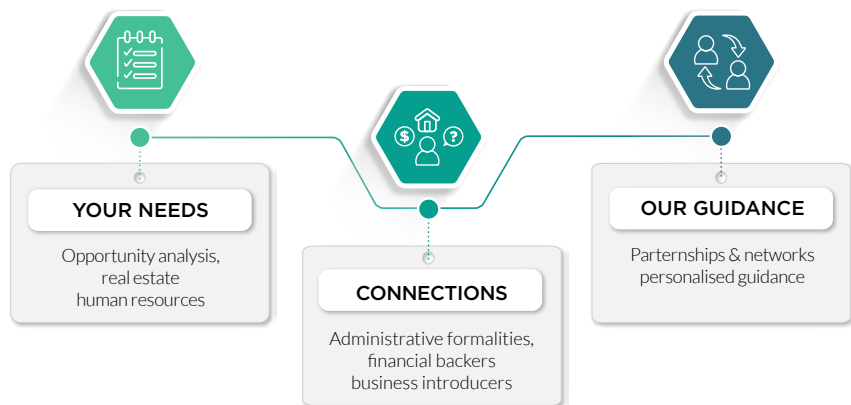 YOUR NEEDS
Opportunity analysis,
real estate
human resources
$
?
CONNECTIONS
Administrative formalities,
financial backers
business introducers
OUR GUIDANCE
Parternships & networks
personalised guidance